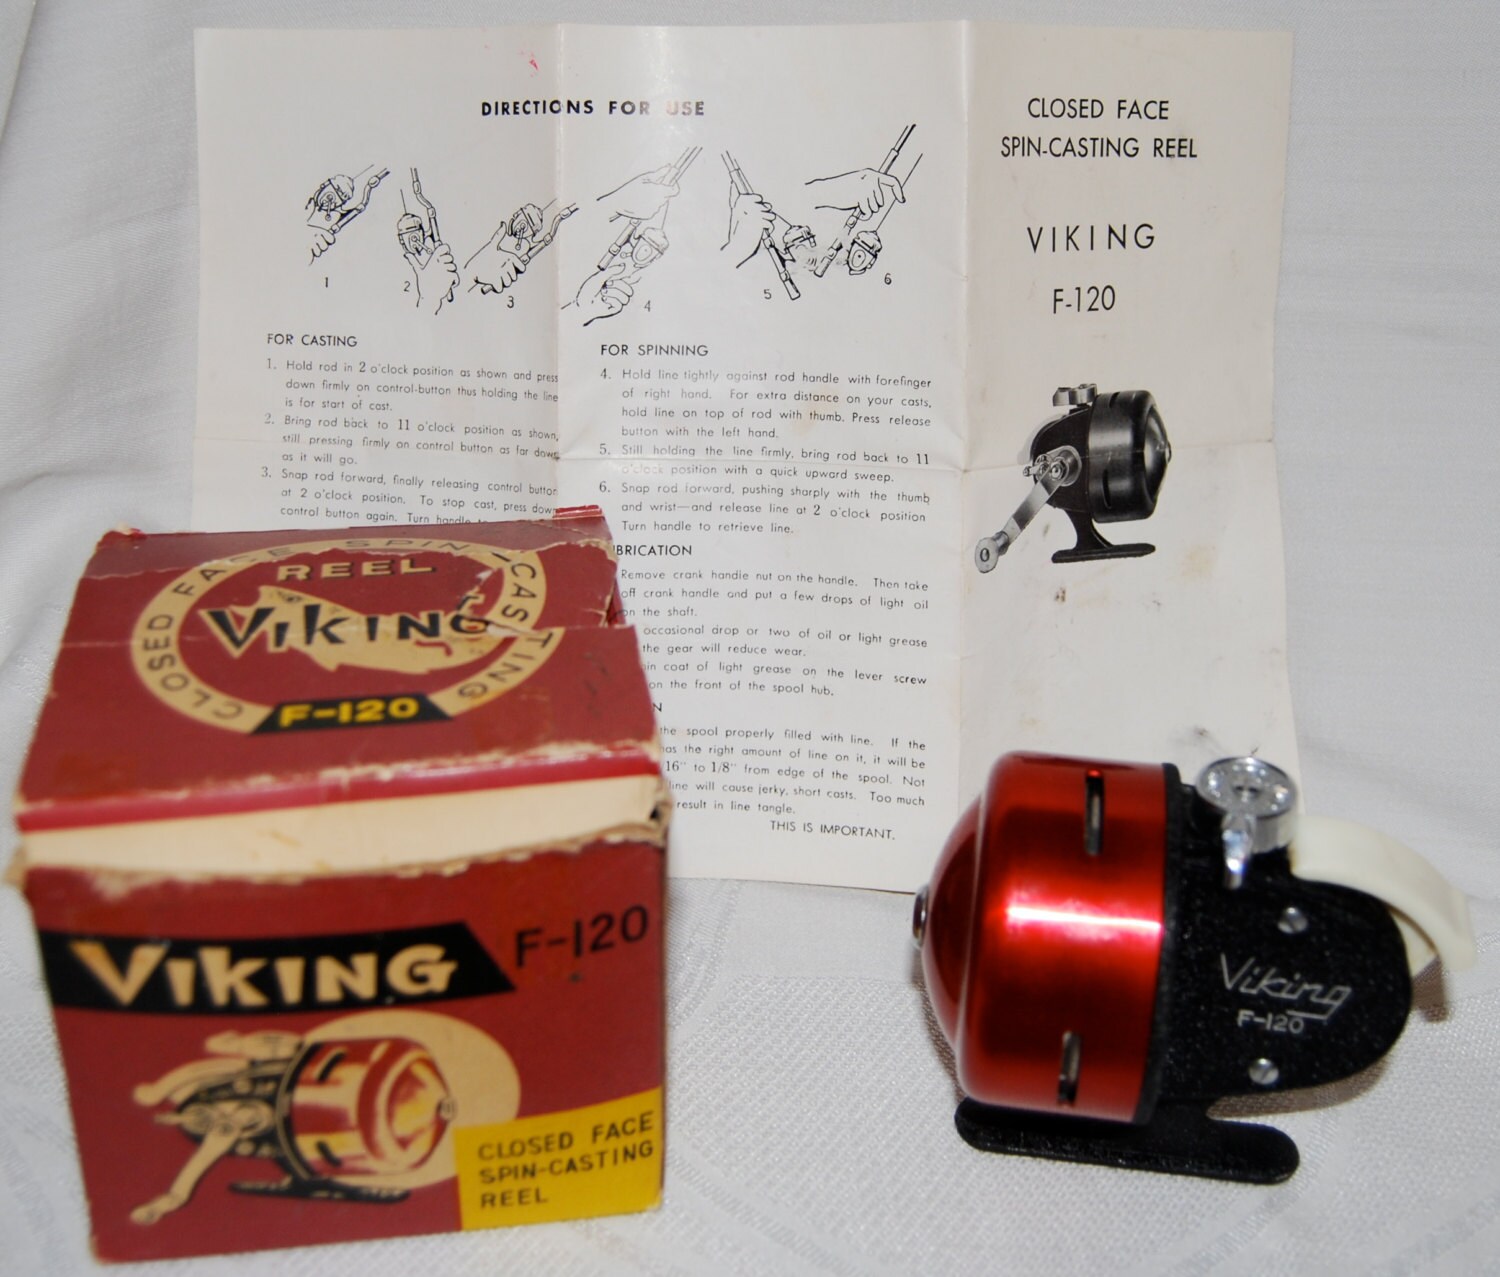 DIRECTIONS FOR USE
1
2
3
4
5
6
FOR CASTING
1. Hold rod in 2 o'clock position as shown and press
down firmly on control-button thus holding the line
is for start of cast.
2. Bring rod back to 11 o'clock position as shown,
still pressing firmly on control button as far down
as it will go.
3. Snap rod forward, finally releasing control button
at 2 o'clock position. To stop cast, press down
control button again. Turn handle
FOR SPINNING
4. Hold line tightly against rod handle with forefinger
of right hand. For extra distance on your casts,
hold line on top of rod with thumb. Press release
button with the left hand.
5. Still holding the line firmly, bring rod back to 11
o'clock position with a quick upward sweep.
6. Snap rod forward, pushing sharply with the thumb
and wrist—and release line at 2 o'clock position
Turn handle to retrieve line.
UBRICATION
Remove crank handle nut on the handle. Then take
off crank handle and put a few drops of light oil
on the shaft.
occasional drop or two of oil or light grease
the gear will reduce wear.
coat of light grease on the lever screw
on the front of the spool hub.
N
the spool properly filled with line. If the
has the right amount of line on it, it will be
16" to 1/8" from edge of the spool. Not
line will cause jerky, short casts. Too much
result in line tangle.
THIS IS IMPORTANT.
CLOSED FACE
SPIN-CASTING REEL
VIKING
F-120
CLOSED FACE SPIN-CASTING
REEL
VIKING
F-120
VIKING F-120
CLOSED FACE
SPIN-CASTING
REEL
Viking
F-120